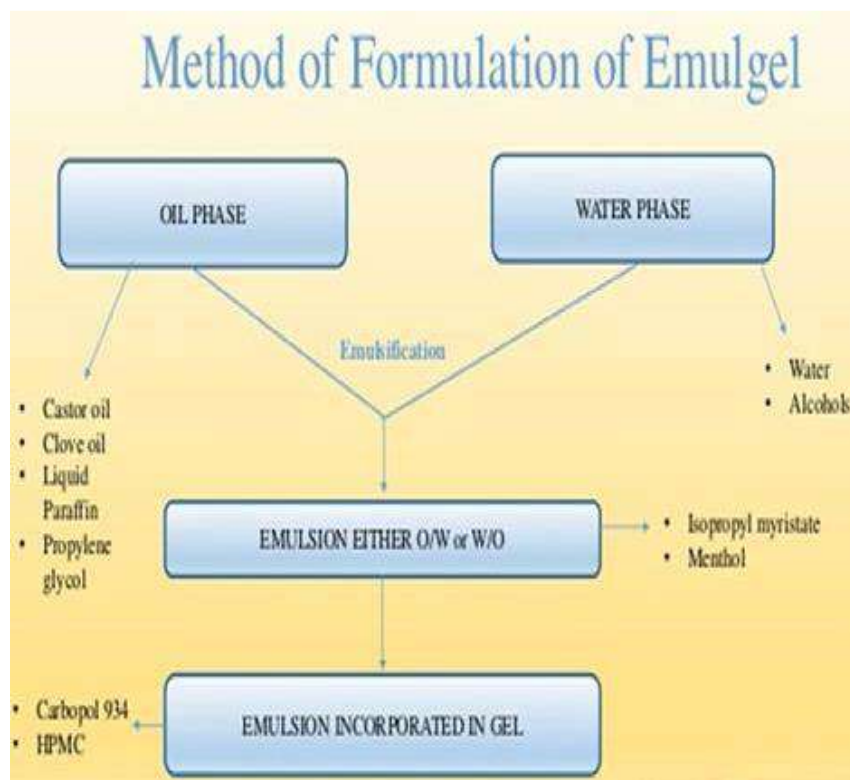 Method of Formulation of Emulgel
OIL PHASE
WATER PHASE
Emulsification
• Water
• Alcohols
• Castor oil
• Clove oil
• Liquid
Paraffin
• Propylene
glycol
EMULSION EITHER O/W or W/O
• Isopropyl myristate
• Menthol
• Carbopol 934
• HPMC
EMULSION INCORPORATED IN GEL